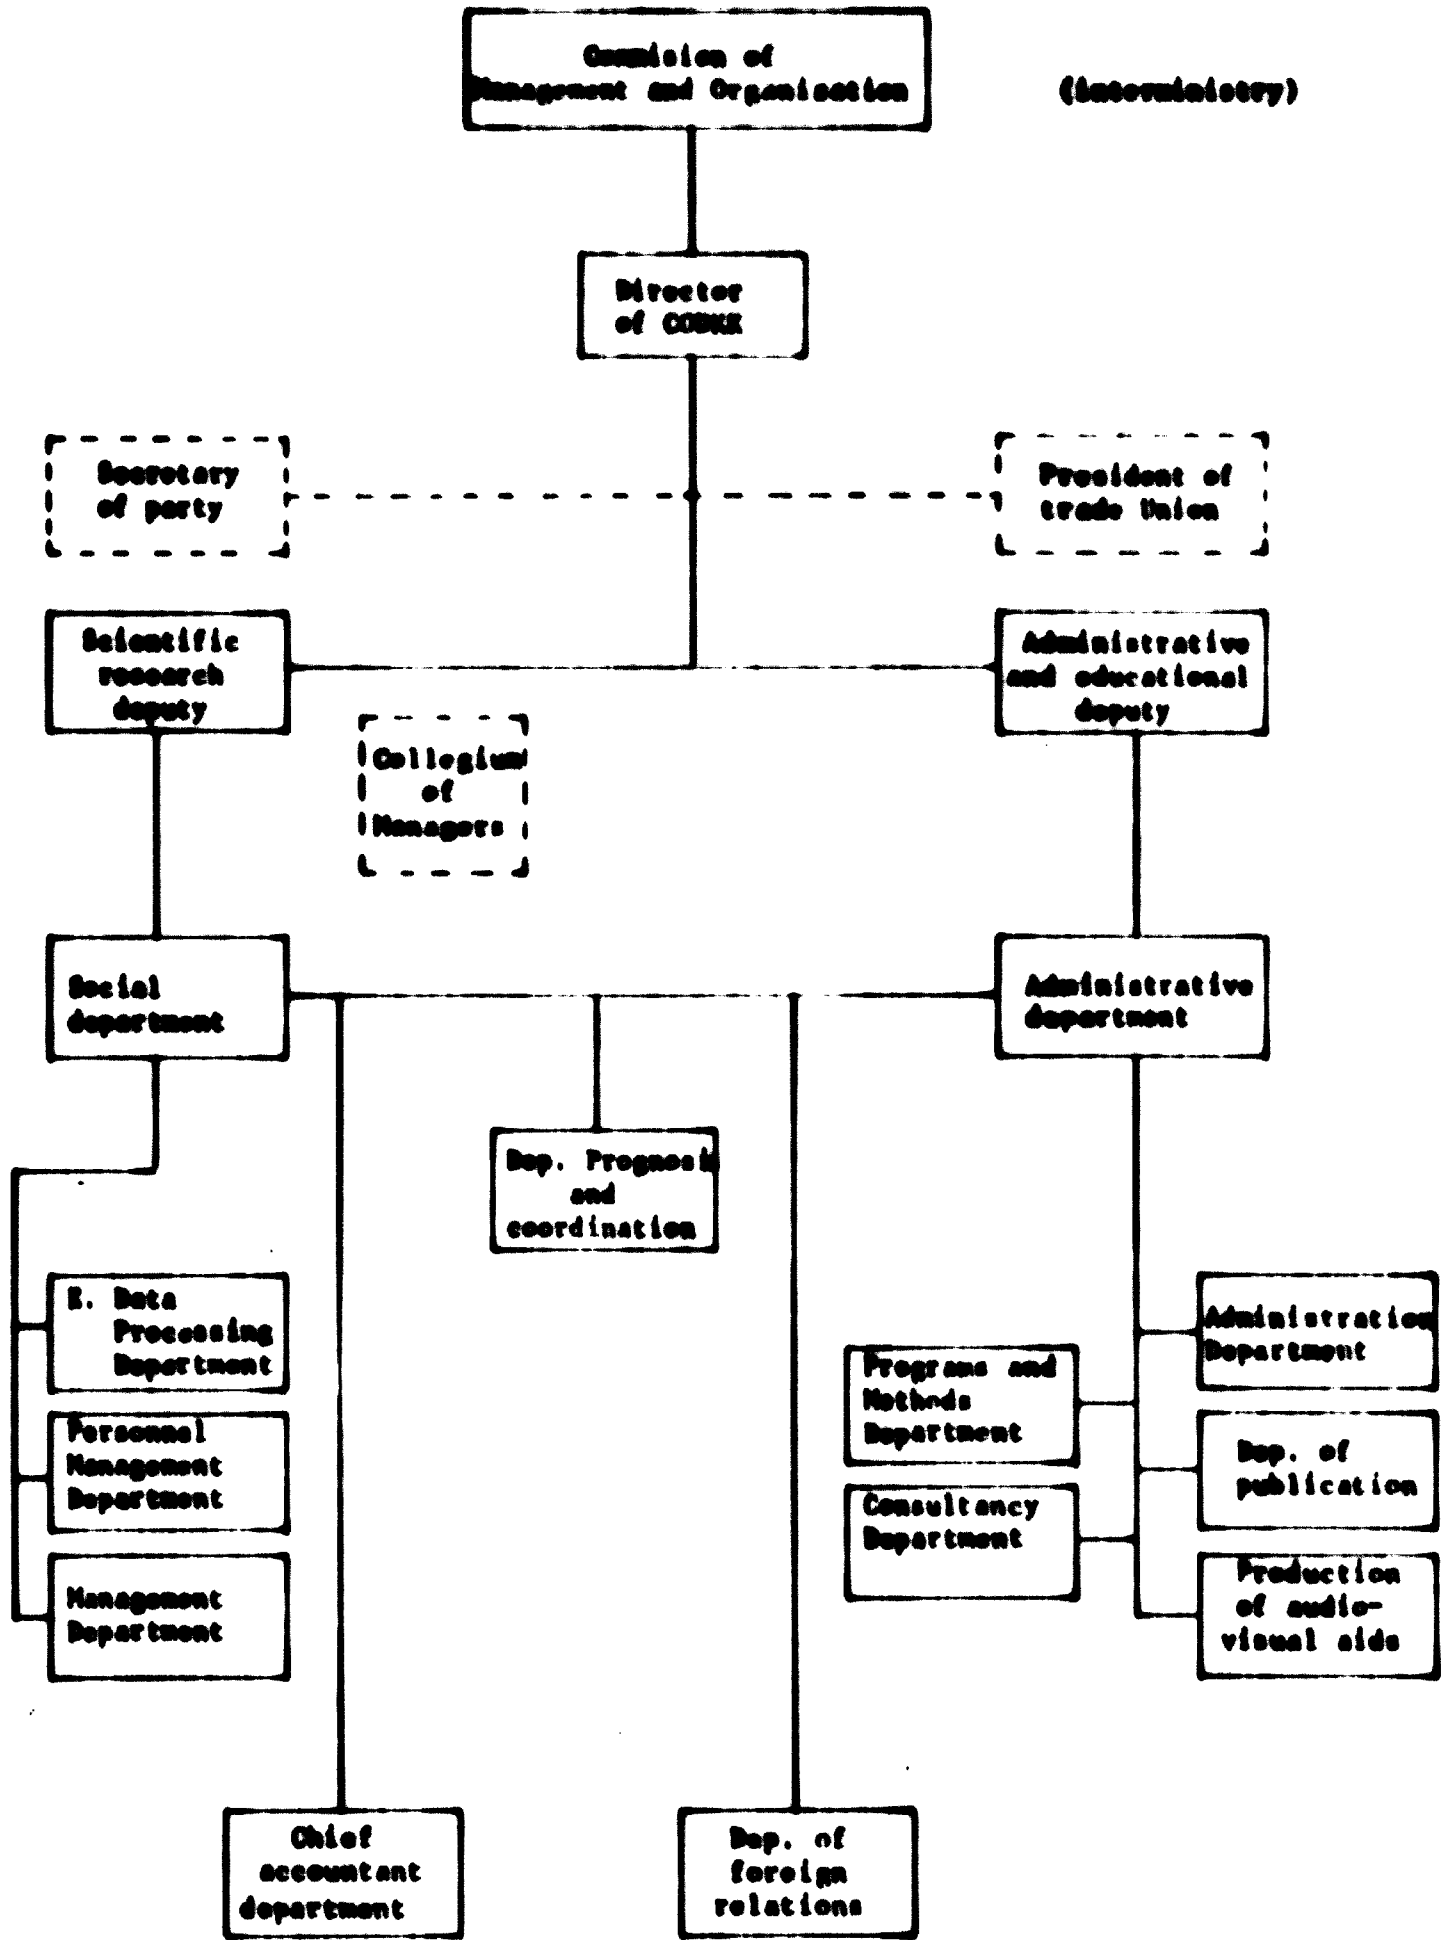 Commision of
Management and Organisation
(interministry)
Director
of CODKK
Secretary
of party
President of
trade Union
Scientific
research
deputy
Administrative
and educational
deputy
Collegium
of
Managers
Social
department
Administrative
department
Dep. Prognosis
and
coordination
E. Data
Processing
Department
Personnal
Management
Department
Management
Department
Programs and
Methods
Department
Consultancy
Department
Administration
Department
Dep. of
publication
Production
of audio-
visual aids
Chief
accountant
department
Dep. of
foreign
relations